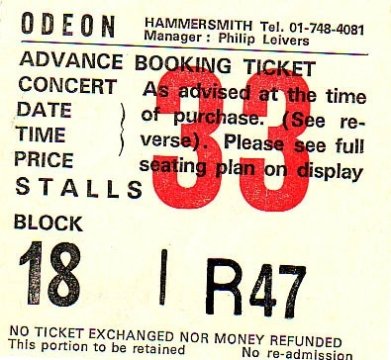 ODEON HAMMERSMITH Tel. 01-748-4081
Manager : Philip Leivers
ADVANCE BOOKING TICKET
CONCERT As advised at the time
DATE of purchase. (See re-
TIME verse). Please see full
PRICE seating plan on display
STALLS
33
BLOCK
18 | R47
NO TICKET EXCHANGED NOR MONEY REFUNDED
This portion to be retained No re-admission